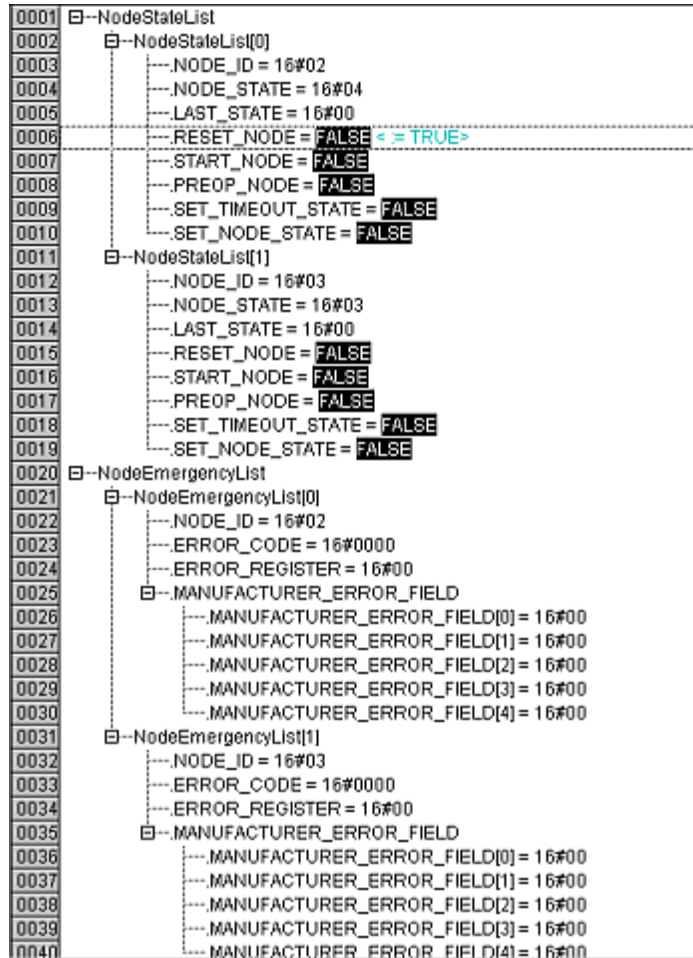 0001 NodeStateList
0002 NodeStateList[0]
0003 .NODE_ID = 16#02
0004 .NODE_STATE = 16#04
0005 .LAST_STATE = 16#00
0006 .RESET_NODE = FALSE < := TRUE>
0007 .START_NODE = FALSE
0008 .PREOP_NODE = FALSE
0009 .SET_TIMEOUT_STATE = FALSE
0010 .SET_NODE_STATE = FALSE
0011 NodeStateList[1]
0012 .NODE_ID = 16#03
0013 .NODE_STATE = 16#03
0014 .LAST_STATE = 16#00
0015 .RESET_NODE = FALSE
0016 .START_NODE = FALSE
0017 .PREOP_NODE = FALSE
0018 .SET_TIMEOUT_STATE = FALSE
0019 .SET_NODE_STATE = FALSE
0020 NodeEmergencyList
0021 NodeEmergencyList[0]
0022 .NODE_ID = 16#02
0023 .ERROR_CODE = 16#0000
0024 .ERROR_REGISTER = 16#00
0025 .MANUFACTURER_ERROR_FIELD
0026 .MANUFACTURER_ERROR_FIELD[0] = 16#00
0027 .MANUFACTURER_ERROR_FIELD[1] = 16#00
0028 .MANUFACTURER_ERROR_FIELD[2] = 16#00
0029 .MANUFACTURER_ERROR_FIELD[3] = 16#00
0030 .MANUFACTURER_ERROR_FIELD[4] = 16#00
0031 NodeEmergencyList[1]
0032 .NODE_ID = 16#03
0033 .ERROR_CODE = 16#0000
0034 .ERROR_REGISTER = 16#00
0035 .MANUFACTURER_ERROR_FIELD
0036 .MANUFACTURER_ERROR_FIELD[0] = 16#00
0037 .MANUFACTURER_ERROR_FIELD[1] = 16#00
0038 .MANUFACTURER_ERROR_FIELD[2] = 16#00
0039 .MANUFACTURER_ERROR_FIELD[3] = 16#00
0040 .MANUFACTURER_ERROR_FIELD[4] = 16#00